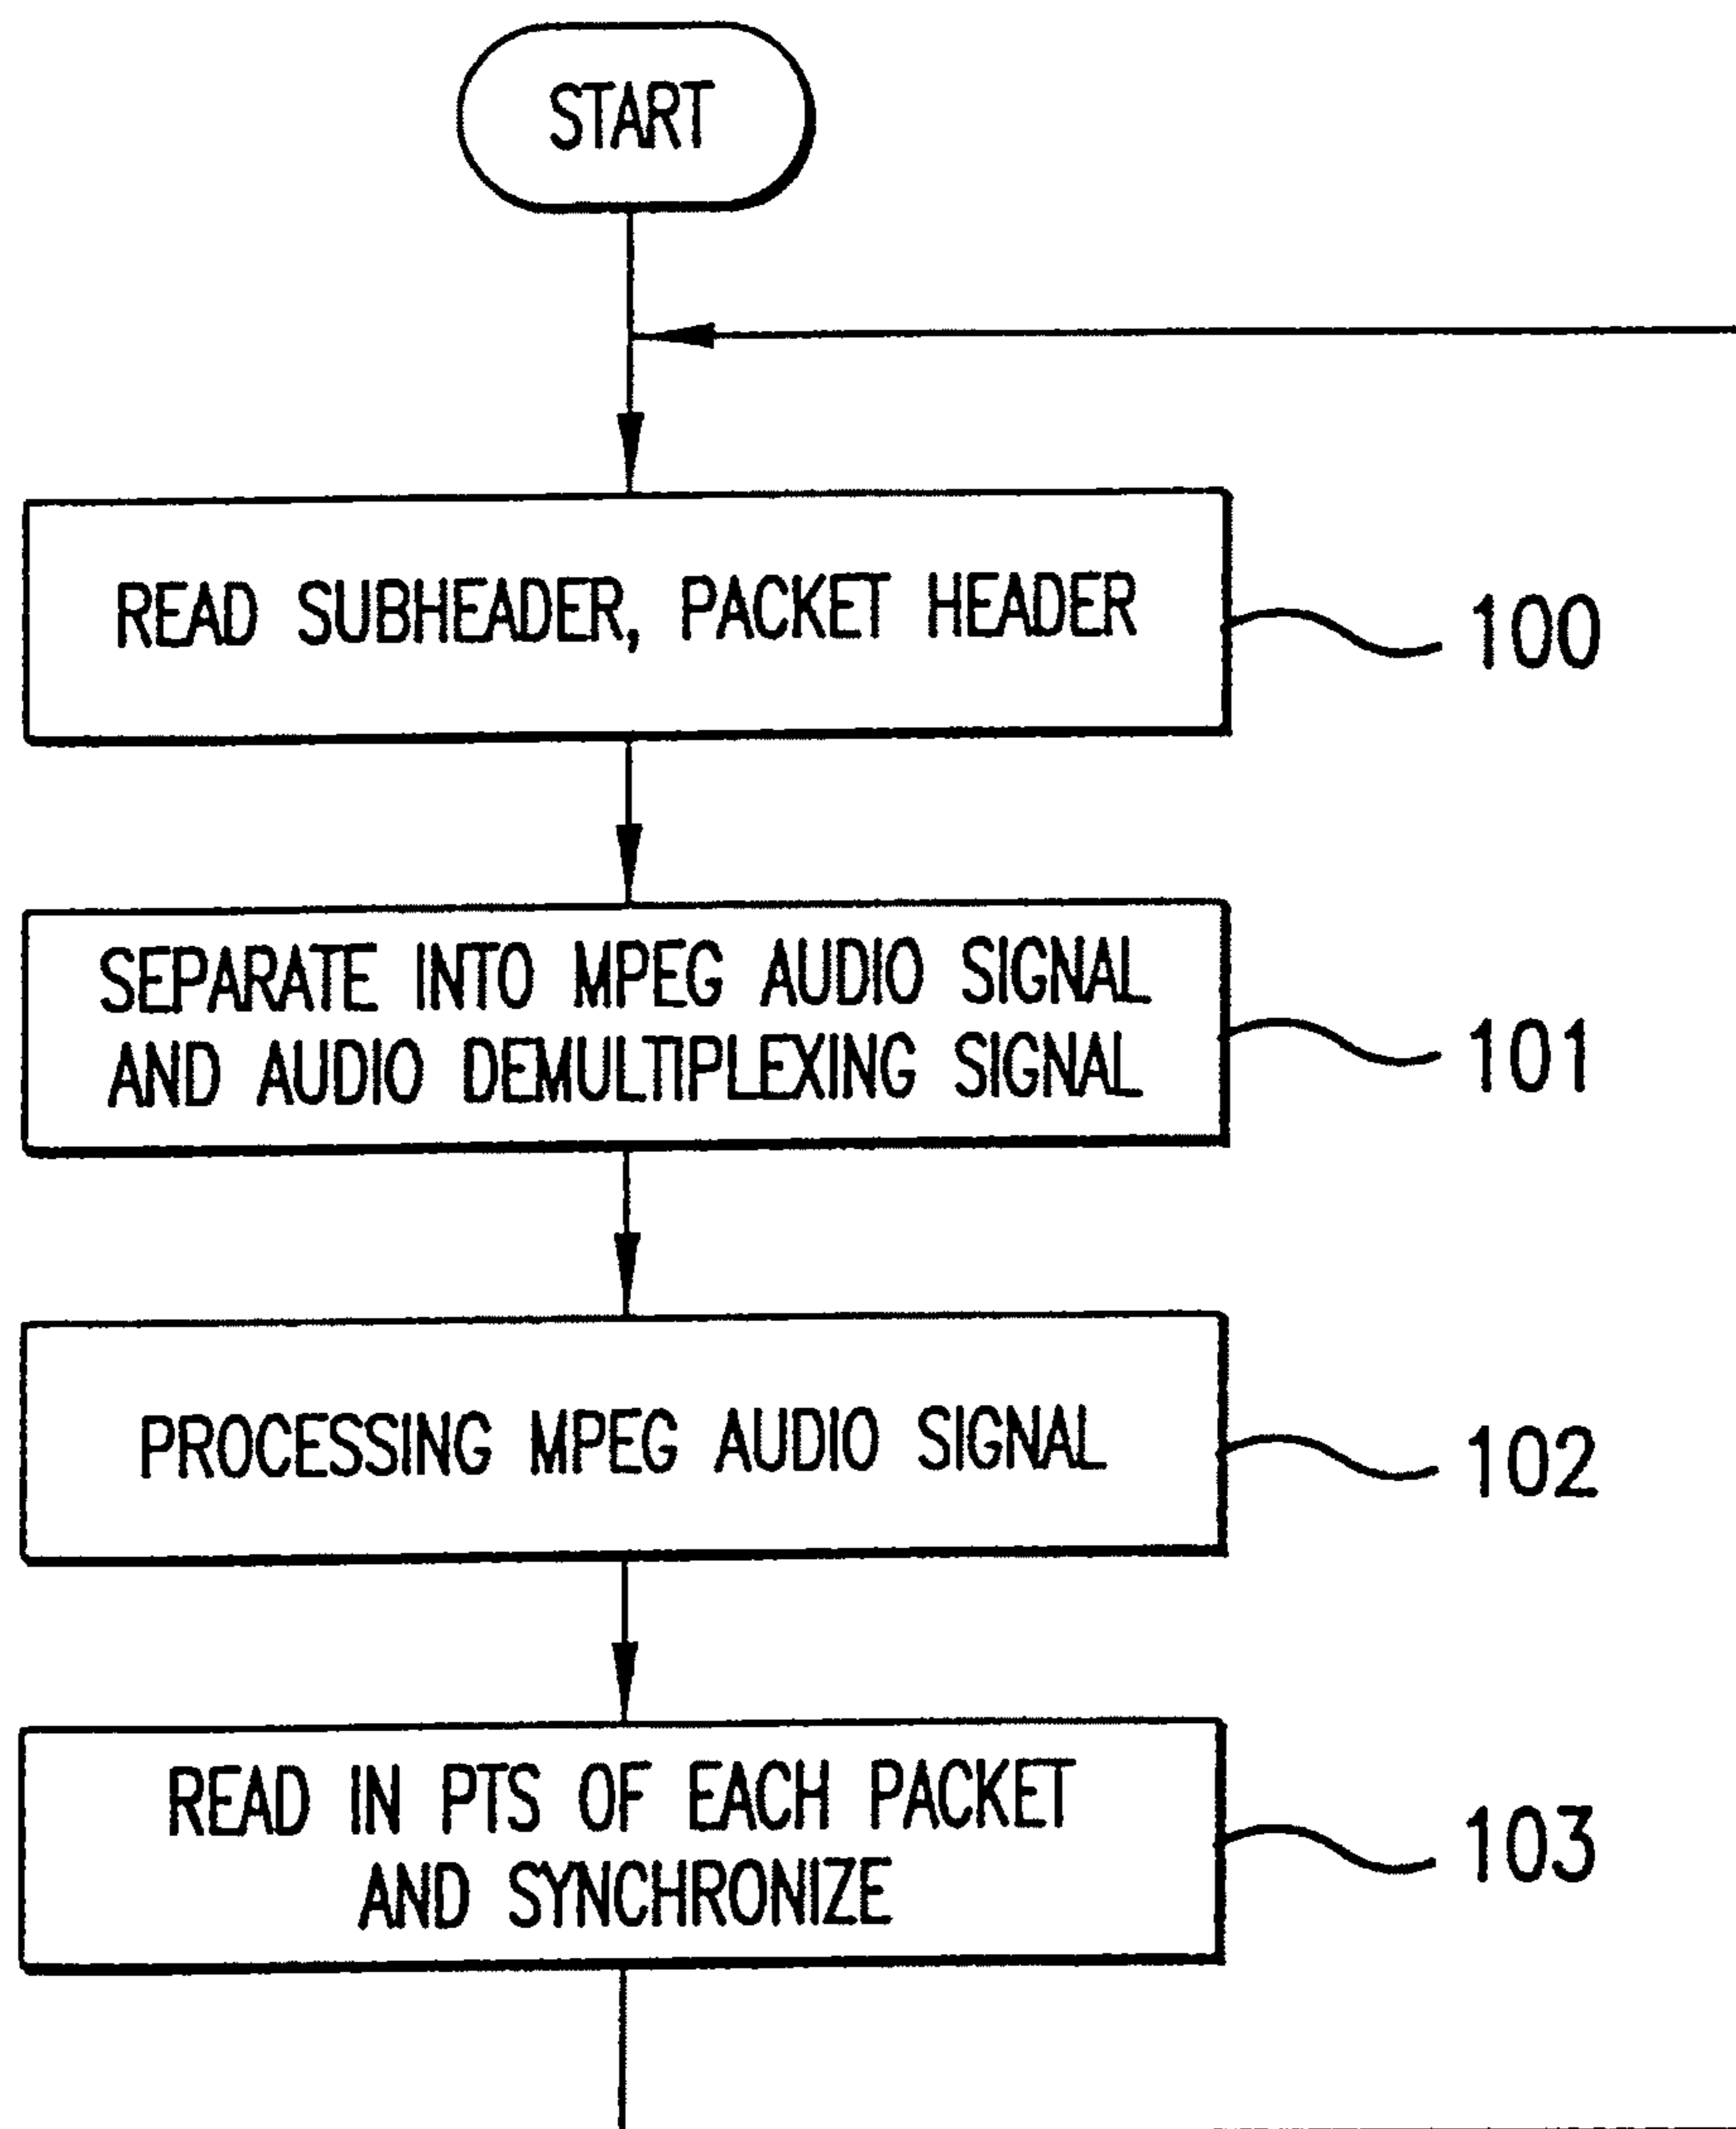 START
READ SUBHEADER, PACKET HEADER
100
SEPARATE INTO MPEG AUDIO SIGNAL
AND AUDIO DEMULTIPLEXING SIGNAL
101
PROCESSING MPEG AUDIO SIGNAL
102
READ IN PTS OF EACH PACKET
AND SYNCHRONIZE
103